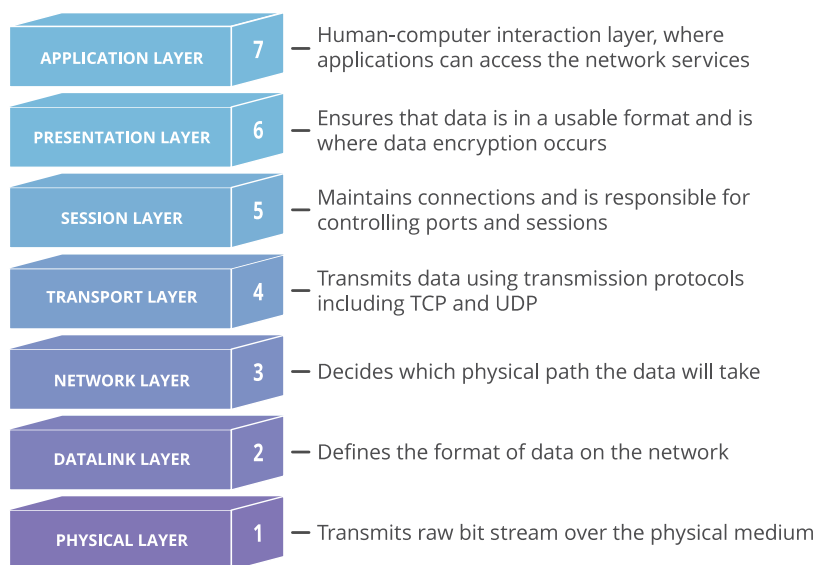 APPLICATION LAYER 7
Human-computer interaction layer, where
applications can access the network services
PRESENTATION LAYER 6
Ensures that data is in a usable format and is
where data encryption occurs
SESSION LAYER 5
Maintains connections and is responsible for
controlling ports and sessions
TRANSPORT LAYER 4
Transmits data using transmission protocols
including TCP and UDP
NETWORK LAYER 3
Decides which physical path the data will take
DATALINK LAYER 2
Defines the format of data on the network
PHYSICAL LAYER 1
Transmits raw bit stream over the physical medium